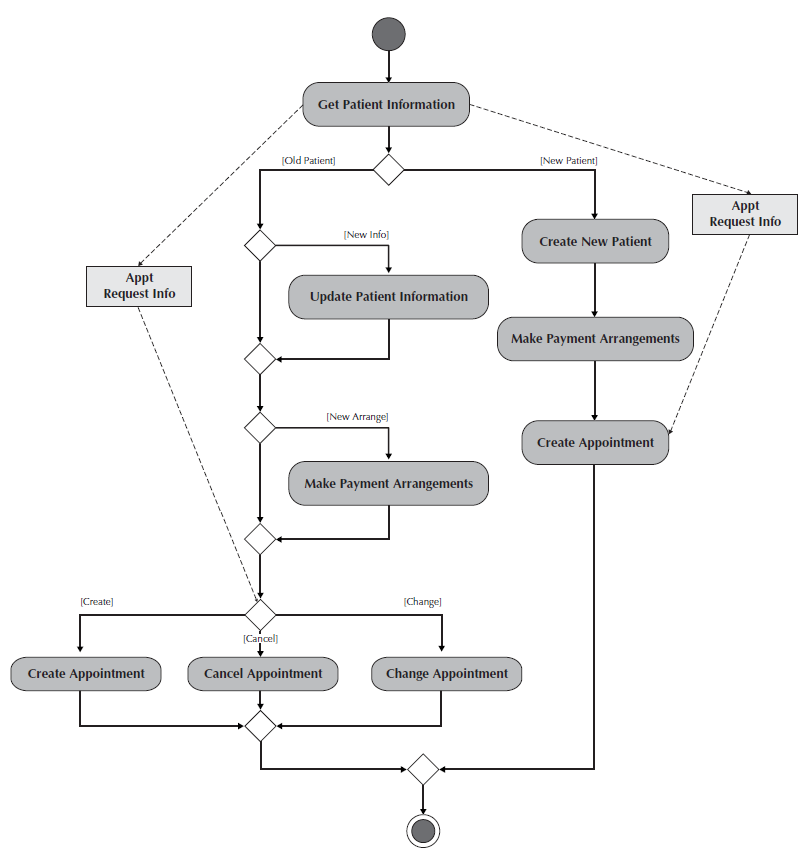 Get Patient Information
[Old Patient]
[New Patient]
Appt
Request Info
[New Info]
Create New Patient
Appt
Request Info
Update Patient Information
Make Payment Arrangements
[New Arrange]
Create Appointment
Make Payment Arrangements
[Create]
[Change]
[Cancel]
Create Appointment
Cancel Appointment
Change Appointment